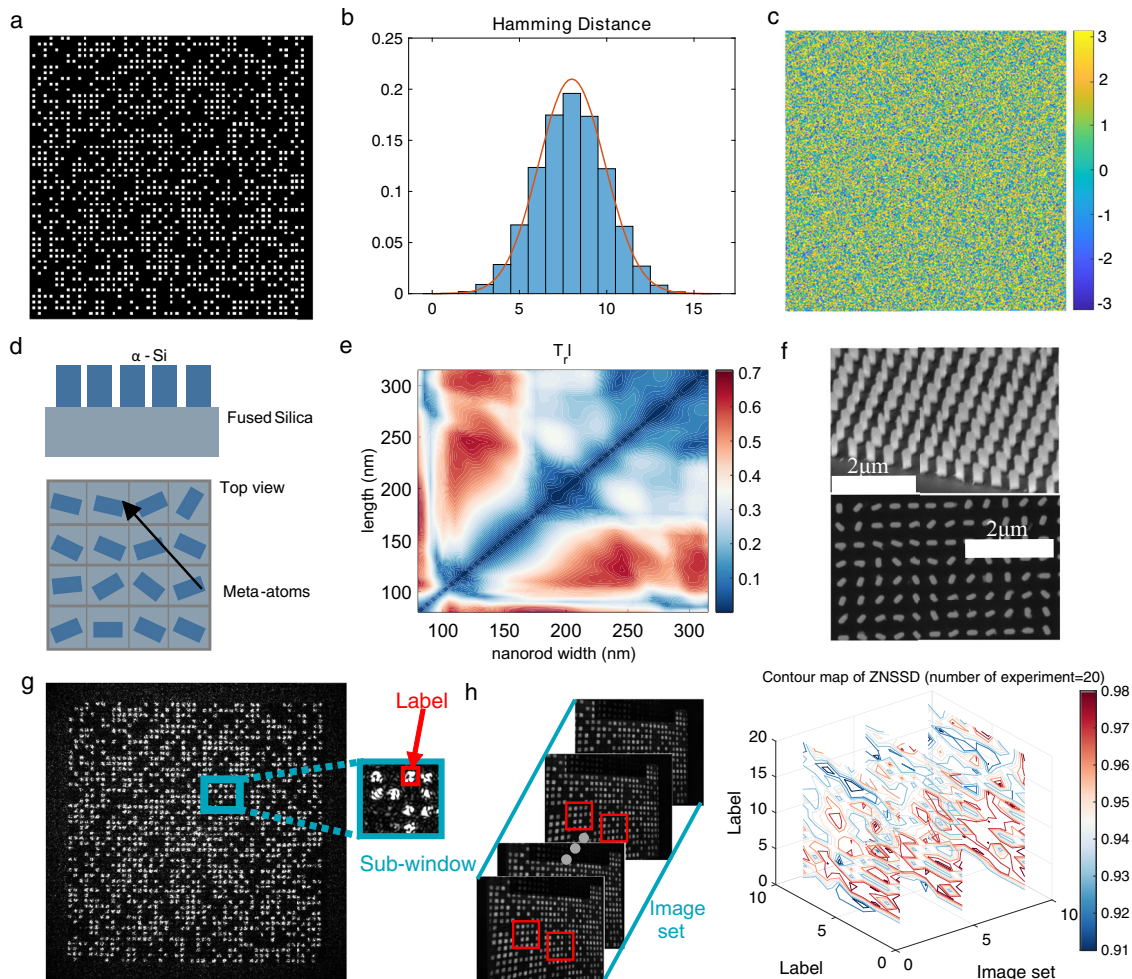 a
b
Hamming Distance
0.25
0.2
0.15
0.1
0.05
0
0
5
10
15
c
3
2
1
0
-1
-2
-3
d
α - Si
Fused Silica
Top view
Meta-atoms
e
T_rl
length (nm)
300
250
200
150
100
100
150
200
250
300
nanorod width (nm)
0.7
0.6
0.5
0.4
0.3
0.2
0.1
f
2μm
2μm
g
Label
Sub-window
h
Image
set
Contour map of ZNSSD (number of experiment=20)
Label
20
15
10
5
0
10
5
0
Label
0
5
10
Image set
0.98
0.97
0.96
0.95
0.94
0.93
0.92
0.91